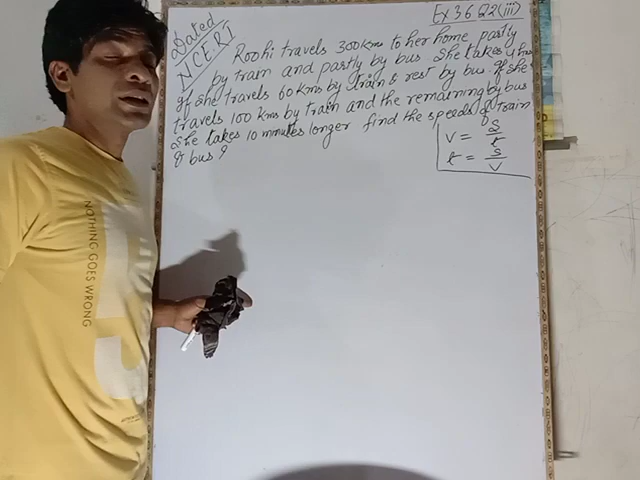 Dated
NCERT
Ex 3.6 Q2(iii)
Roohi travels 300 kms to her home partly
by train and partly by bus She takes 4 hrs
If she travels 60 kms by train & rest by bus. If she
travels 100 kms by train and the remaining by bus
She takes 10 minutes longer find the speeds of train
& bus ?
V = S/t
t = S/V
NOTHING GOES WRONG